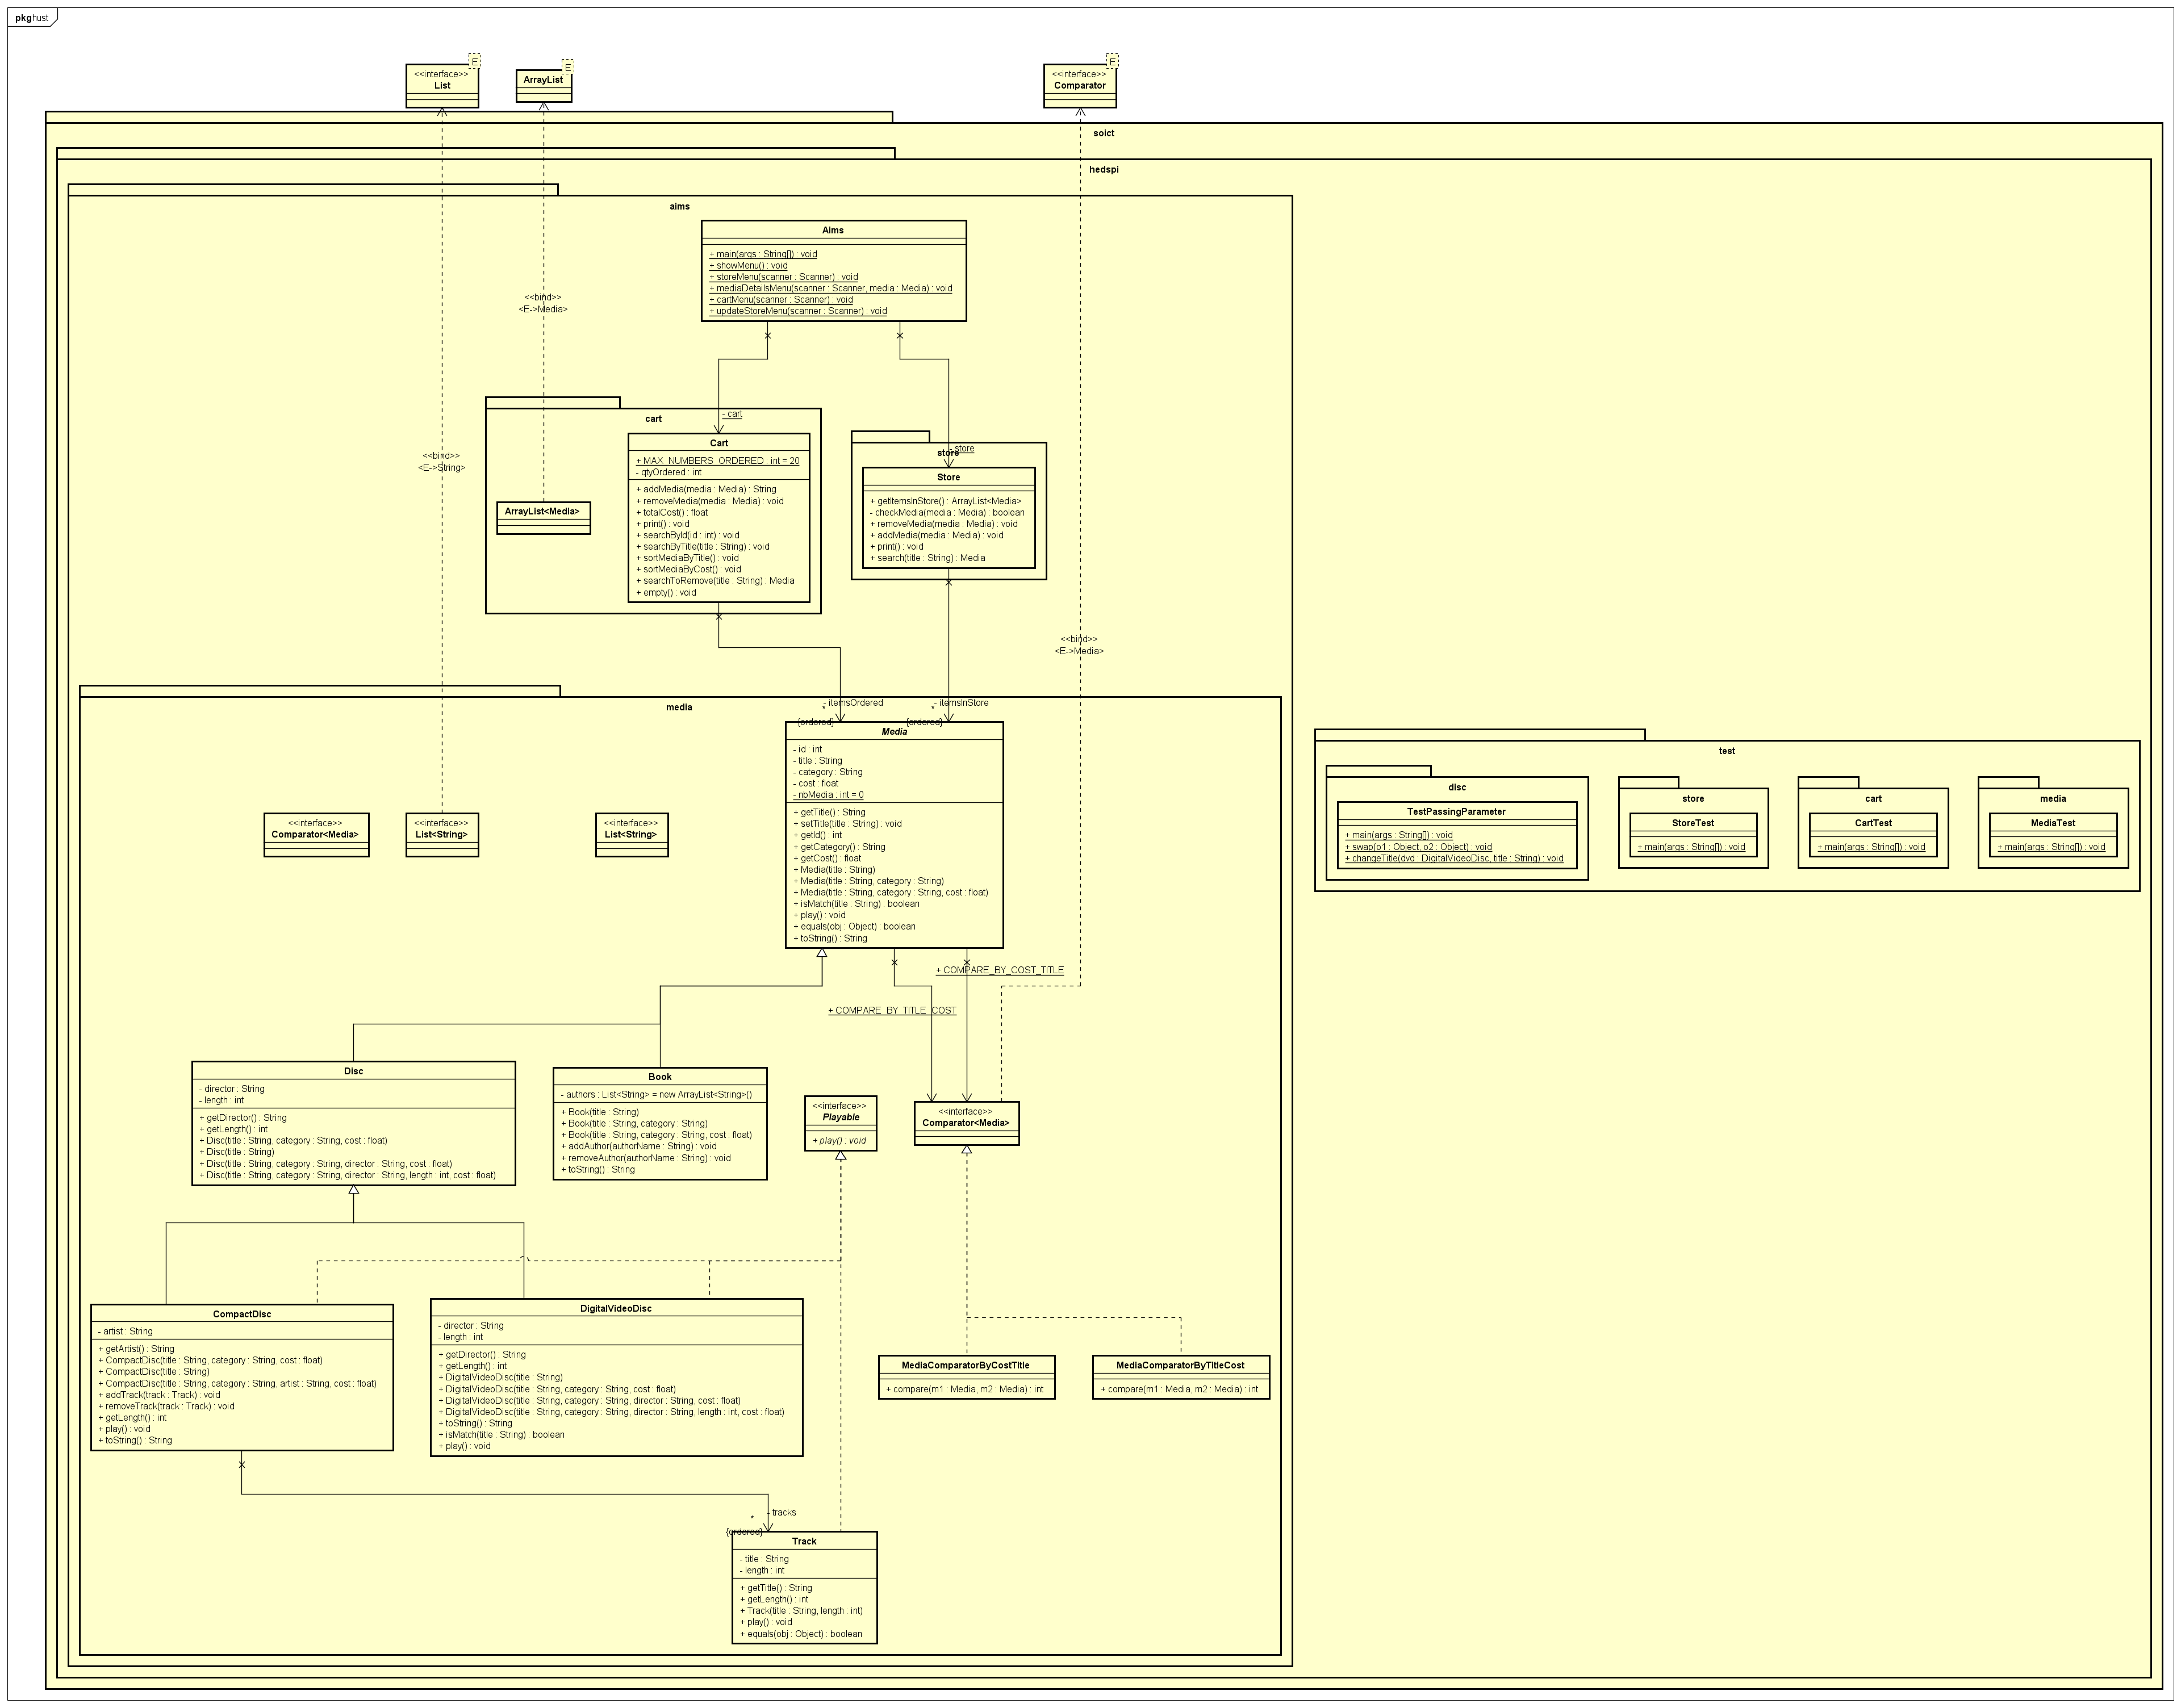 pkg hust
E
<<interface>>
List
E
ArrayList
E
<<interface>>
Comparator
soict
hedspi
aims
Aims
+ main(args : String[]) : void
+ showMenu() : void
+ storeMenu(scanner : Scanner) : void
+ mediaDetailsMenu(scanner : Scanner, media : Media) : void
+ cartMenu(scanner : Scanner) : void
+ updateStoreMenu(scanner : Scanner) : void
<<bind>>
<E->Media>
<<bind>>
<E->String>
<<bind>>
<E->Media>
cart
- cart
Cart
+ MAX_NUMBERS_ORDERED : int = 20
- qtyOrdered : int
+ addMedia(media : Media) : String
+ removeMedia(media : Media) : void
+ totalCost() : float
+ print() : void
+ searchById(id : int) : void
+ searchByTitle(title : String) : void
+ sortMediaByTitle() : void
+ sortMediaByCost() : void
+ searchToRemove(title : String) : Media
+ empty() : void
ArrayList<Media>
store
- store
Store
+ getItemsInStore() : ArrayList<Media>
- checkMedia(media : Media) : boolean
+ removeMedia(media : Media) : void
+ addMedia(media : Media) : void
+ print() : void
+ search(title : String) : Media
media
- itemsOrdered
*
{ordered}
- itemsInStore
*
{ordered}
Media
- id : int
- title : String
- category : String
- cost : float
- nbMedia : int = 0
+ getTitle() : String
+ setTitle(title : String) : void
+ getId() : int
+ getCategory() : String
+ getCost() : float
+ Media(title : String)
+ Media(title : String, category : String)
+ Media(title : String, category : String, cost : float)
+ isMatch(title : String) : boolean
+ play() : void
+ equals(obj : Object) : boolean
+ toString() : String
<<interface>>
Comparator<Media>
<<interface>>
List<String>
<<interface>>
List<String>
+ COMPARE_BY_COST_TITLE
+ COMPARE_BY_TITLE_COST
Disc
- director : String
- length : int
+ getDirector() : String
+ getLength() : int
+ Disc(title : String, category : String, cost : float)
+ Disc(title : String)
+ Disc(title : String, category : String, director : String, cost : float)
+ Disc(title : String, category : String, director : String, length : int, cost : float)
Book
- authors : List<String> = new ArrayList<String>()
+ Book(title : String)
+ Book(title : String, category : String)
+ Book(title : String, category : String, cost : float)
+ addAuthor(authorName : String) : void
+ removeAuthor(authorName : String) : void
+ toString() : String
<<interface>>
Playable
+ play() : void
<<interface>>
Comparator<Media>
CompactDisc
- artist : String
+ getArtist() : String
+ CompactDisc(title : String, category : String, cost : float)
+ CompactDisc(title : String)
+ CompactDisc(title : String, category : String, artist : String, cost : float)
+ addTrack(track : Track) : void
+ removeTrack(track : Track) : void
+ getLength() : int
+ play() : void
+ toString() : String
DigitalVideoDisc
- director : String
- length : int
+ getDirector() : String
+ getLength() : int
+ DigitalVideoDisc(title : String)
+ DigitalVideoDisc(title : String, category : String, cost : float)
+ DigitalVideoDisc(title : String, category : String, director : String, cost : float)
+ DigitalVideoDisc(title : String, category : String, director : String, length : int, cost : float)
+ toString() : String
+ isMatch(title : String) : boolean
+ play() : void
MediaComparatorByCostTitle
+ compare(m1 : Media, m2 : Media) : int
MediaComparatorByTitleCost
+ compare(m1 : Media, m2 : Media) : int
- tracks
*
{ordered}
Track
- title : String
- length : int
+ getTitle() : String
+ getLength() : int
+ Track(title : String, length : int)
+ play() : void
+ equals(obj : Object) : boolean
test
disc
TestPassingParameter
+ main(args : String[]) : void
+ swap(o1 : Object, o2 : Object) : void
+ changeTitle(dvd : DigitalVideoDisc, title : String) : void
store
StoreTest
+ main(args : String[]) : void
cart
CartTest
+ main(args : String[]) : void
media
MediaTest
+ main(args : String[]) : void